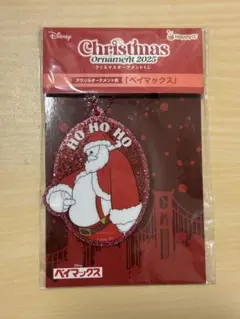 Disney
Christmas
Ornament 2025
クリスマスオーナメントくじ
アクリルオーナメント賞 「ベイマックス」
HO HO HO
Disney
ベイマックス